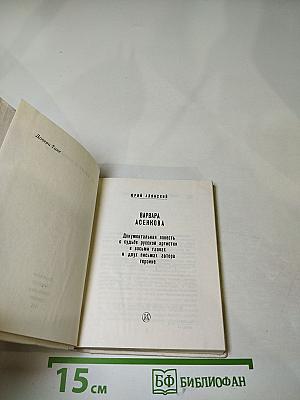 ЮРИЙ АЛЯНСКИЙ
ВАРВАРА
АСЕНКОВА
Документальная повесть
о судьбе русской артистки
в восьми главах
и двух письмах автора
героине
15 см
БФ БИБЛИОФАН